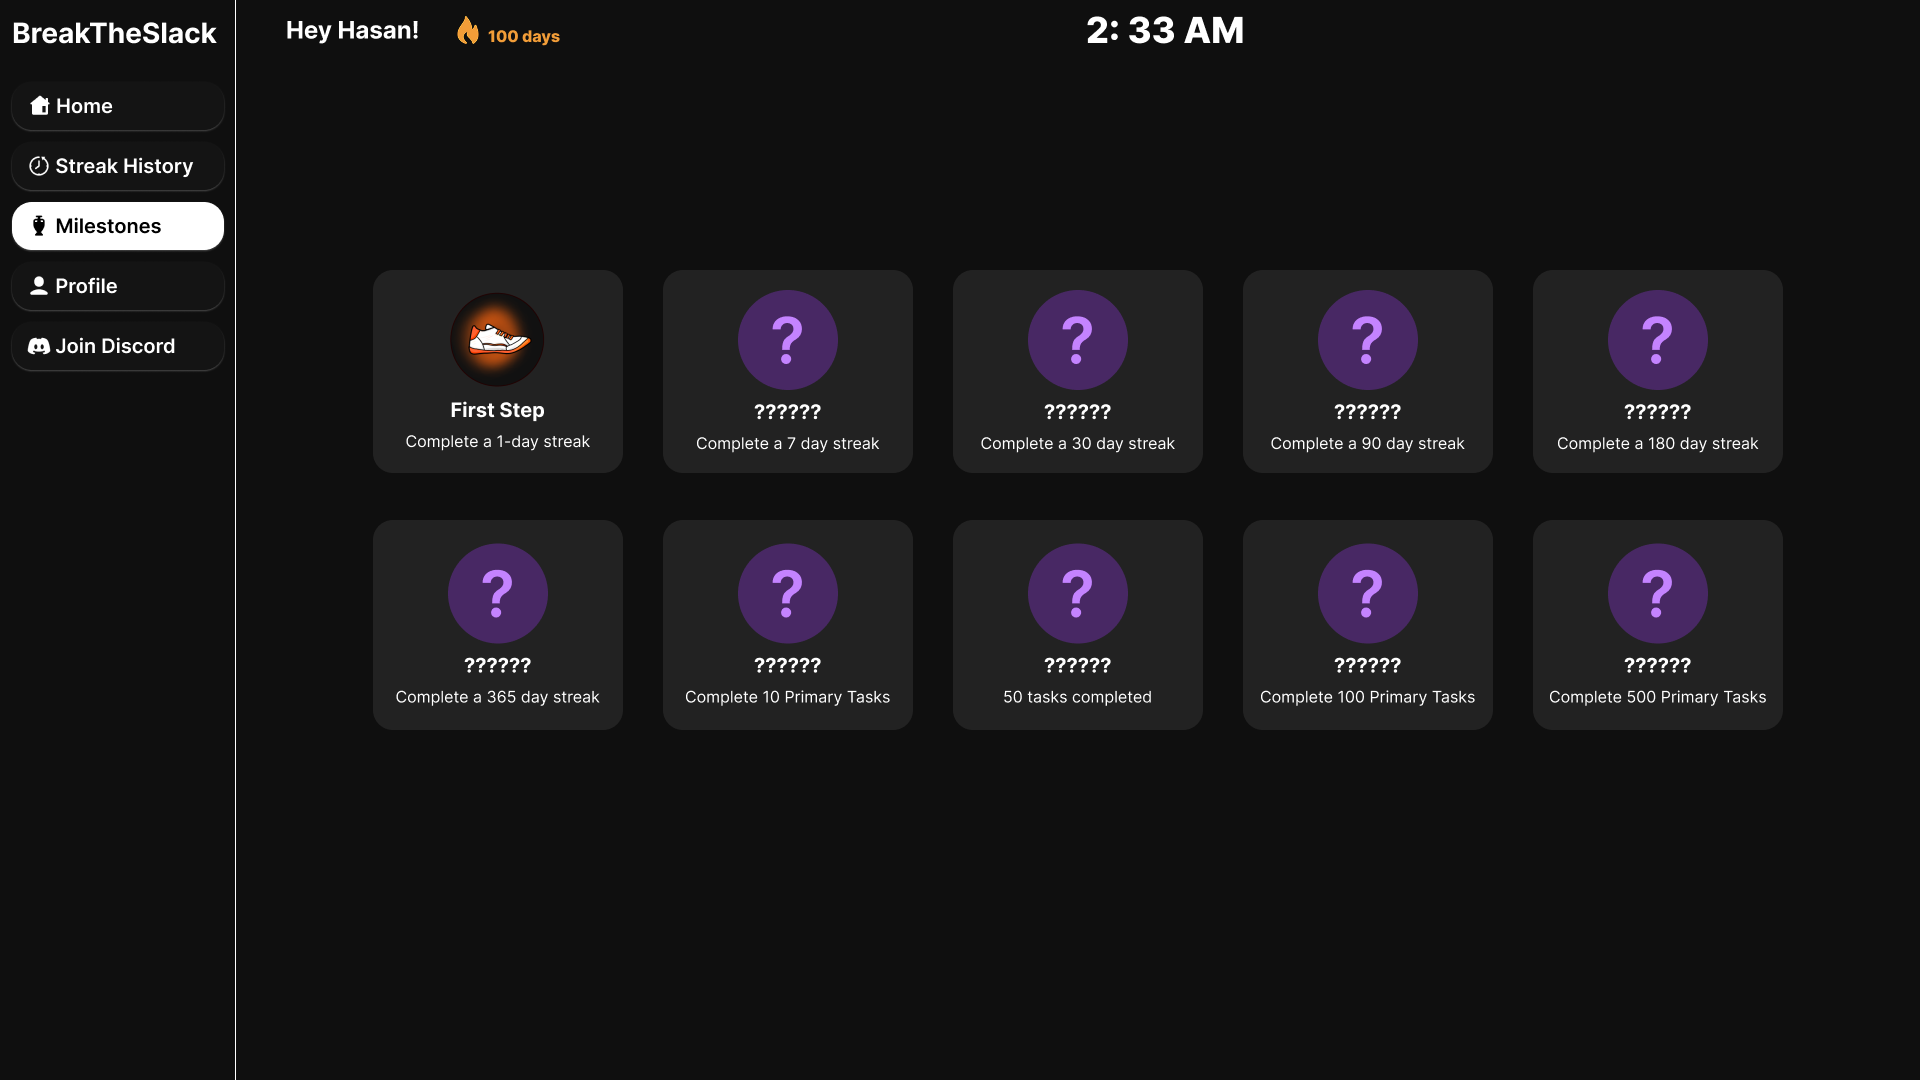 BreakTheSlack
Hey Hasan!
100 days
2: 33 AM
Home
Streak History
Milestones
Profile
Join Discord
?
?
?
?
First Step
??????
??????
??????
??????
Complete a 1-day streak
Complete a 7 day streak
Complete a 30 day streak
Complete a 90 day streak
Complete a 180 day streak
?
?
?
?
?
??????
??????
??????
??????
??????
Complete a 365 day streak
Complete 10 Primary Tasks
50 tasks completed
Complete 100 Primary Tasks
Complete 500 Primary Tasks